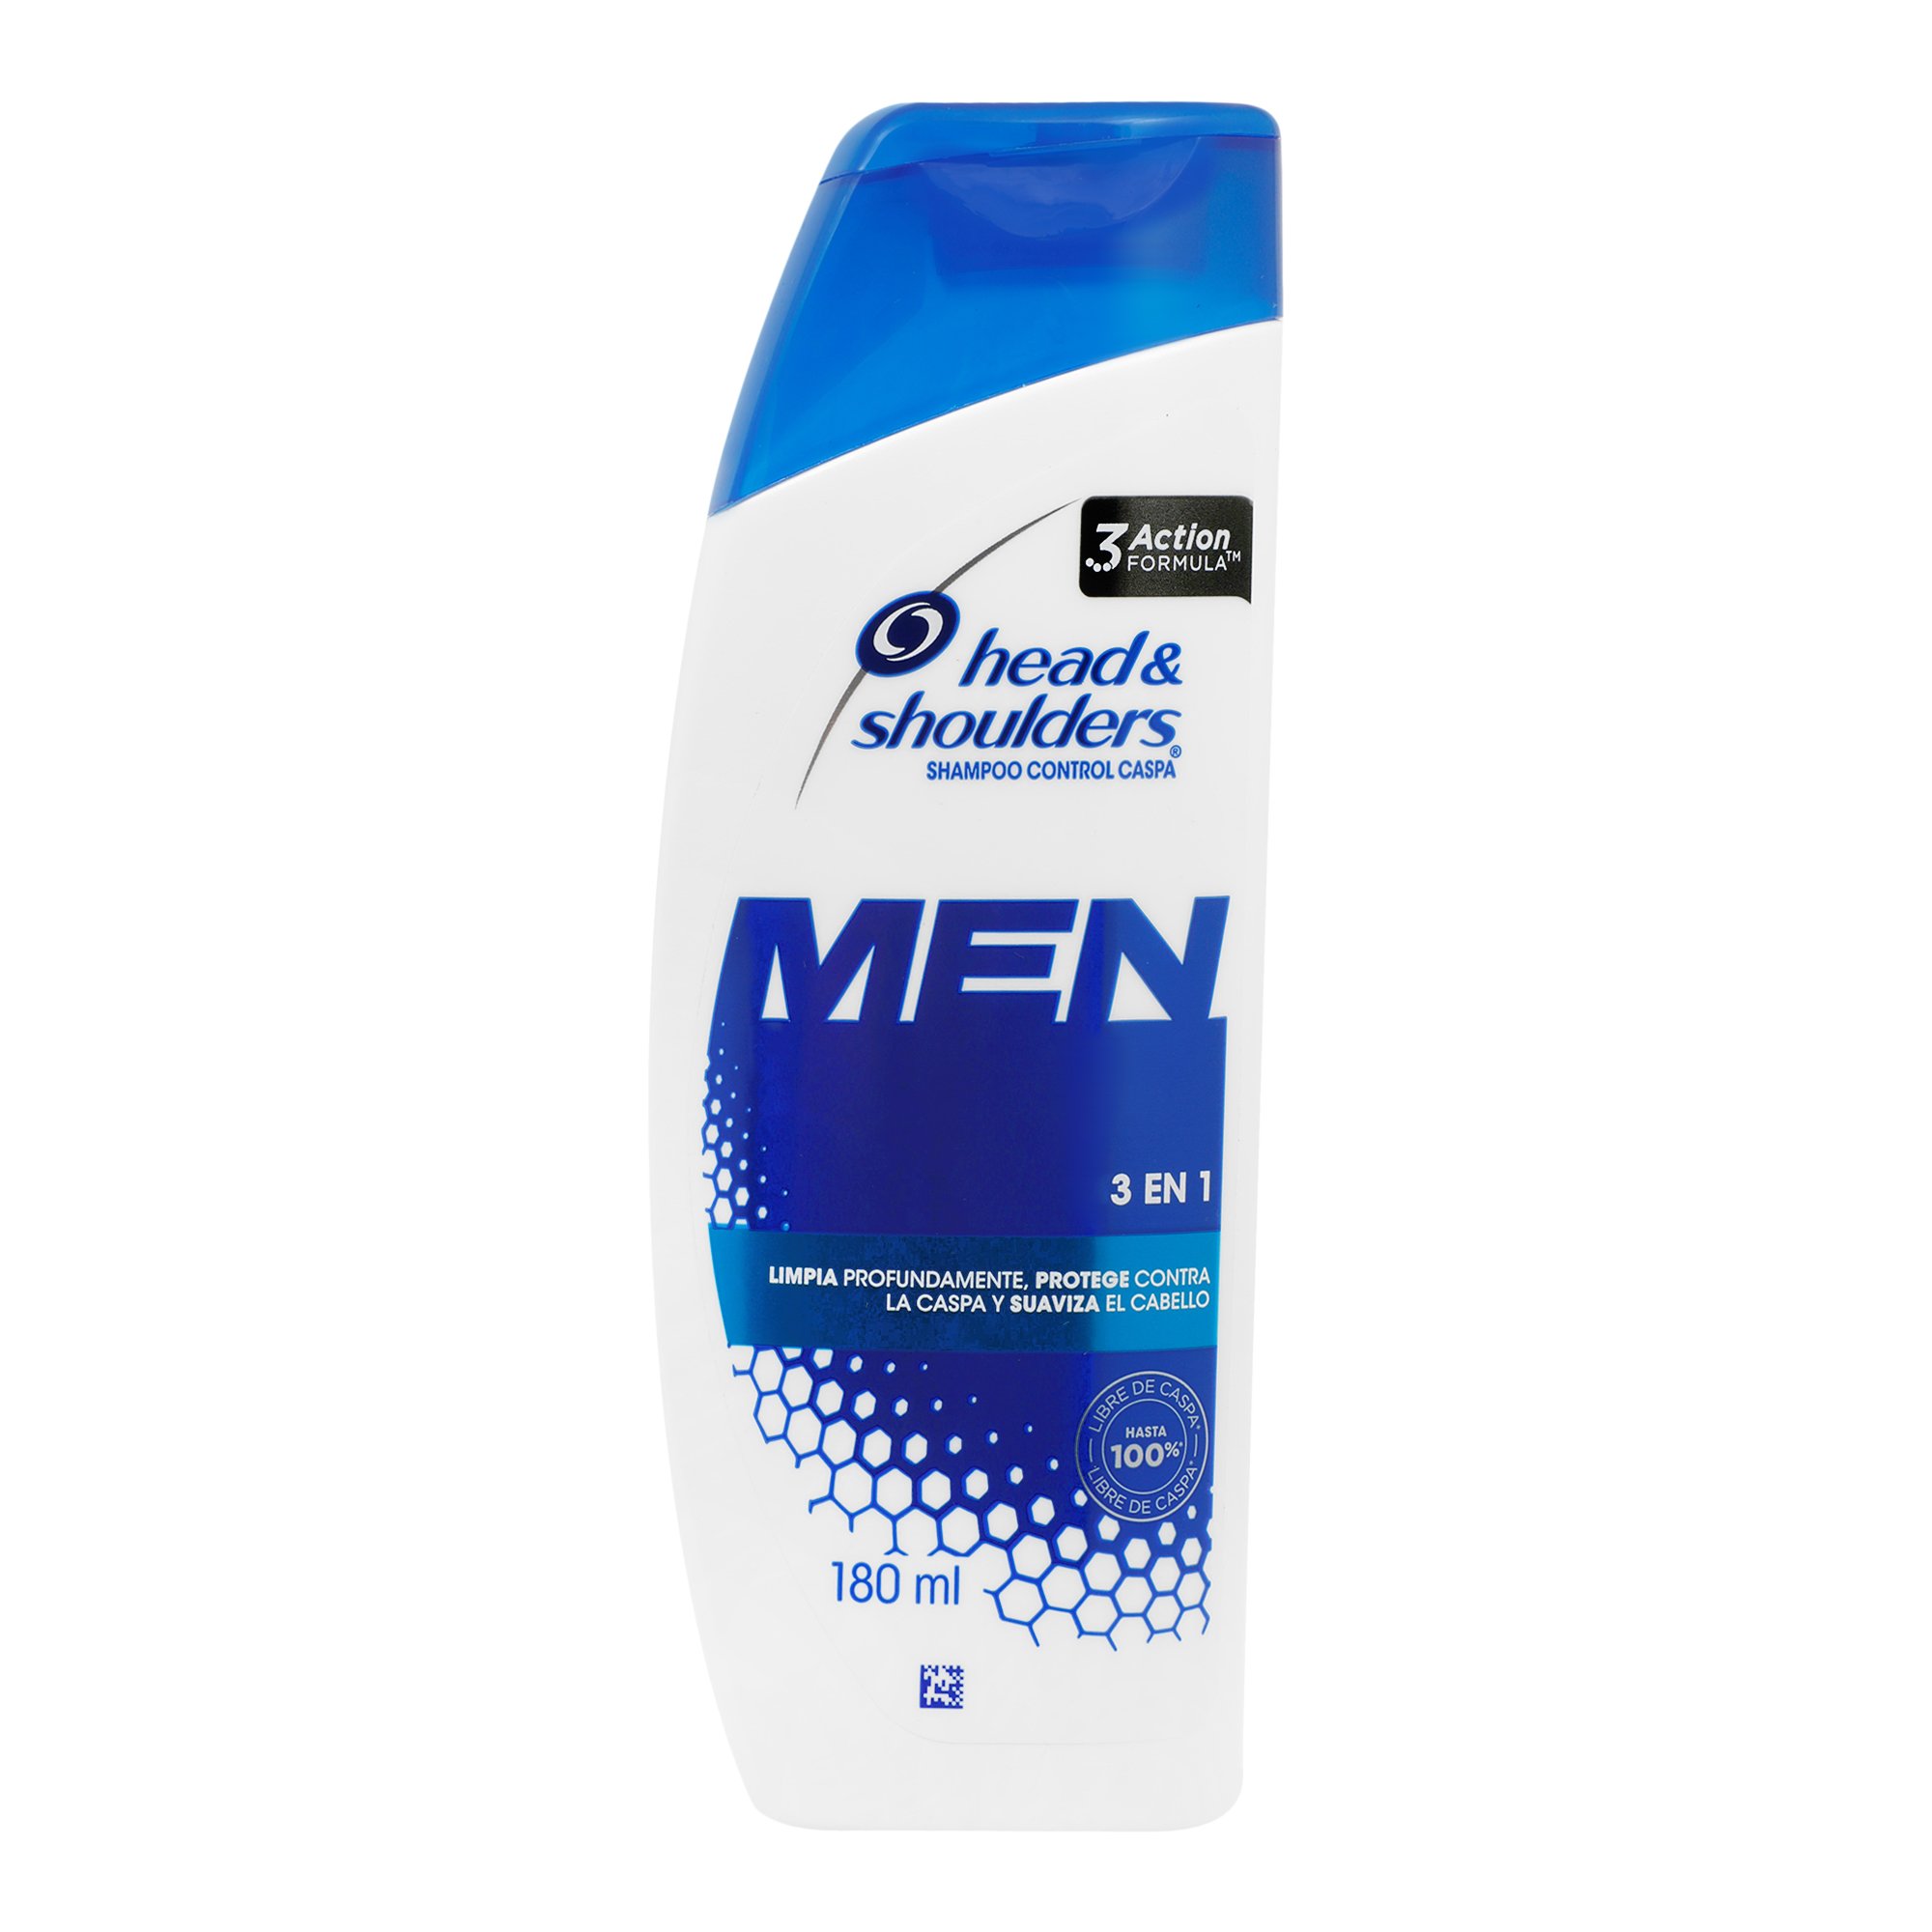 3 Action
FORMULA™
head &
shoulders®
SHAMPOO CONTROL CASPA
MEN
3 EN 1
LIMPIA PROFUNDAMENTE, PROTEGE CONTRA
LA CASPA Y SUAVIZA EL CABELLO
LIBRE DE CASPA*
HASTA
100%*
LIBRE DE CASPA*
180 ml